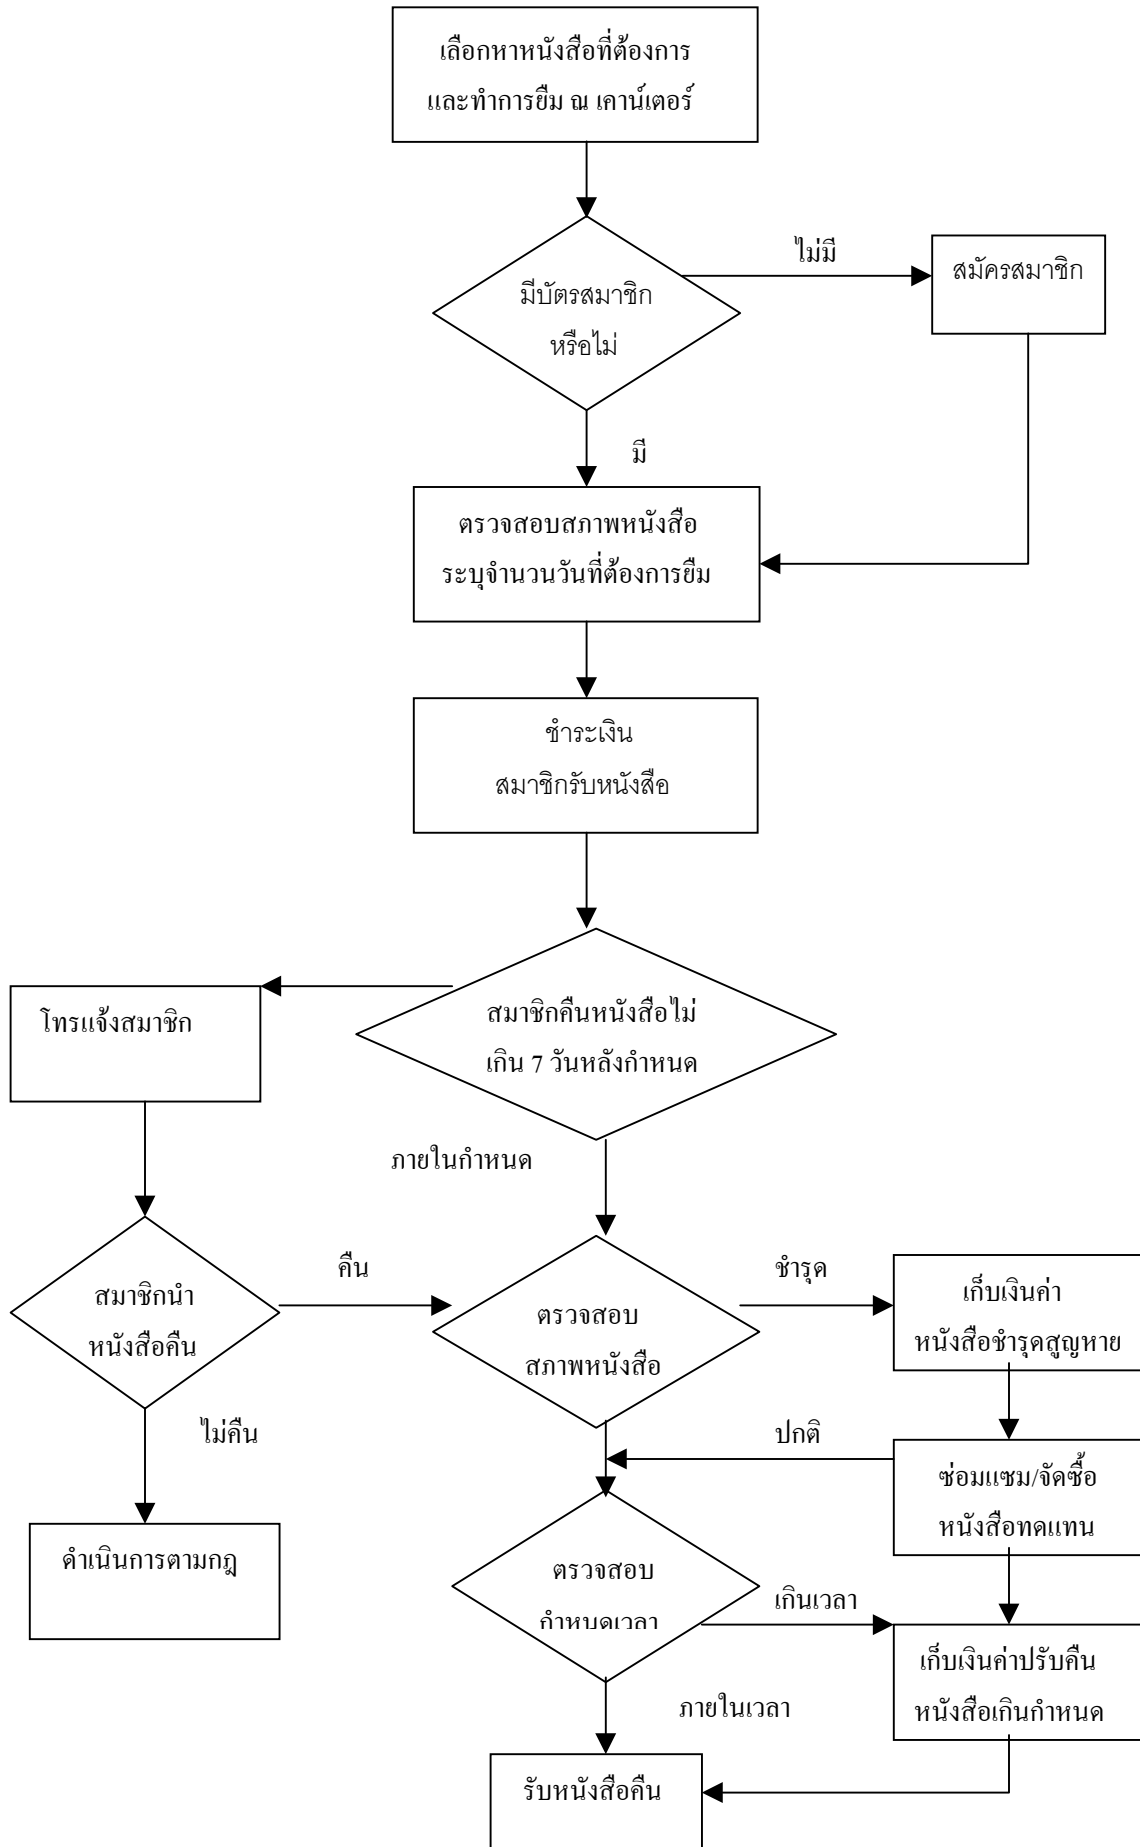 เลือกหาหนังสือที่ต้องการ
และทำการยืม ณ เคาน์เตอร์
ไม่มี
สมัครสมาชิก
มีบัตรสมาชิก
หรือไม่
มี
ตรวจสอบสภาพหนังสือ
ระบุจำนวนวันที่ต้องการยืม
ชำระเงิน
สมาชิกรับหนังสือ
โทรแจ้งสมาชิก
สมาชิกคืนหนังสือไม่
เกิน 7 วันหลังกำหนด
ภายในกำหนด
คืน
ชำรุด
สมาชิกนำ
หนังสือคืน
ตรวจสอบ
สภาพหนังสือ
เก็บเงินค่า
หนังสือชำรุดสูญหาย
ไม่คืน
ปกติ
ซ่อมแซม/จัดซื้อ
หนังสือทดแทน
ดำเนินการตามกฎ
ตรวจสอบ
กำหนดเวลา
เกินเวลา
เก็บเงินค่าปรับคืน
หนังสือเกินกำหนด
ภายในเวลา
รับหนังสือคืน